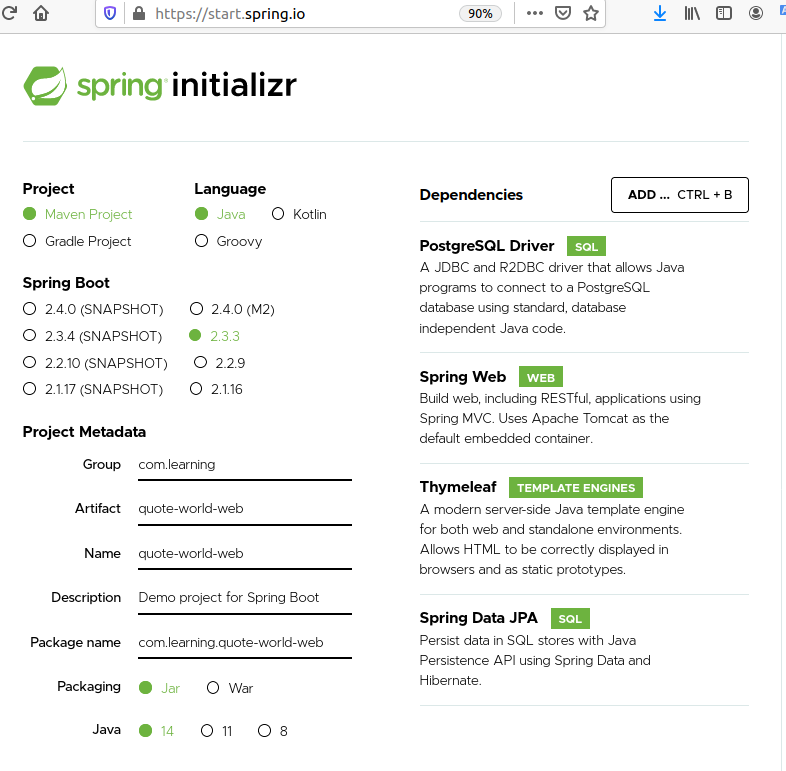 https://start.spring.io 90%
spring initializr
Project
Maven Project
Gradle Project
Language
Java Kotlin
Groovy
Spring Boot
2.4.0 (SNAPSHOT) 2.4.0 (M2)
2.3.4 (SNAPSHOT) 2.3.3
2.2.10 (SNAPSHOT) 2.2.9
2.1.17 (SNAPSHOT) 2.1.16
Project Metadata
Group com.learning
Artifact quote-world-web
Name quote-world-web
Description Demo project for Spring Boot
Package name com.learning.quote-world-web
Packaging Jar War
Java 14 11 8
Dependencies ADD ... CTRL + B
PostgreSQL Driver SQL
A JDBC and R2DBC driver that allows Java
programs to connect to a PostgreSQL
database using standard, database
independent Java code.
Spring Web WEB
Build web, including RESTful, applications using
Spring MVC. Uses Apache Tomcat as the
default embedded container.
Thymeleaf TEMPLATE ENGINES
A modern server-side Java template engine
for both web and standalone environments.
Allows HTML to be correctly displayed in
browsers and as static prototypes.
Spring Data JPA SQL
Persist data in SQL stores with Java
Persistence API using Spring Data and
Hibernate.